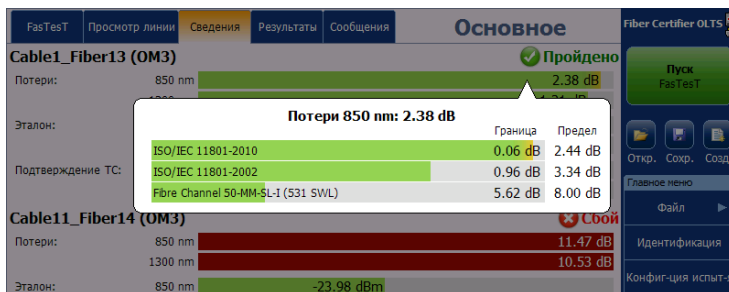 FasTesT Просмотр линии Сведения Результаты Сообщения Основное Fiber Certifier OLTS
Cable1_Fiber13 (OM3) Пройдено
Потери: 850 nm 2.38 dB
Пуск
FasTesT
Потери 850 nm: 2.38 dB
Граница Предел
Эталон:
ISO/IEC 11801-2010 0.06 dB 2.44 dB
Откр. Сохр. Созд
Подтверждение ТС: ISO/IEC 11801-2002 0.96 dB 3.34 dB
Главное меню
Fibre Channel 50-MM-SL-I (531 SWL) 5.62 dB 8.00 dB
Файл
Cable11_Fiber14 (OM3) Сбой
Потери: 850 nm 11.47 dB
Идентификация
1300 nm 10.53 dB
Конфиг-ция испыт-я
Эталон: 850 nm -23.98 dBm